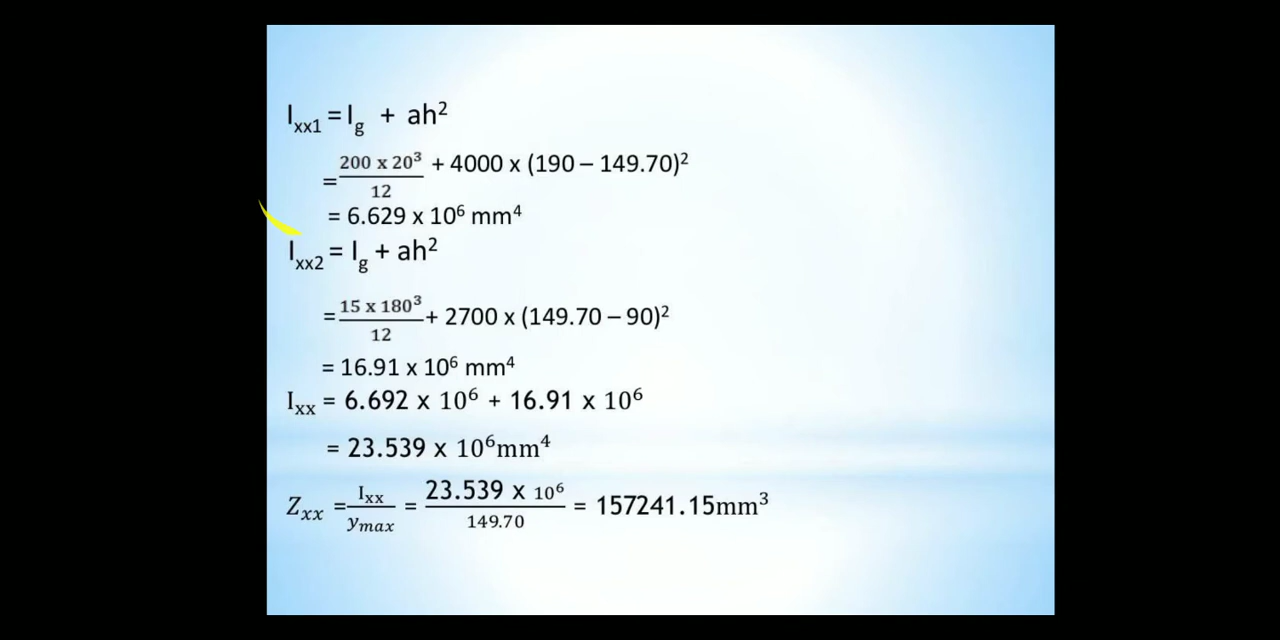 Ixx1 = Ig + ah²
= 200 x 20³ / 12 + 4000 x (190 – 149.70)²
= 6.629 x 10⁶ mm⁴
Ixx2 = Ig + ah²
= 15 x 180³ / 12 + 2700 x (149.70 – 90)²
= 16.91 x 10⁶ mm⁴
Ixx = 6.692 x 10⁶ + 16.91 x 10⁶
= 23.539 x 10⁶mm⁴
Zxx = Ixx / ymax = 23.539 x 10⁶ / 149.70 = 157241.15mm³